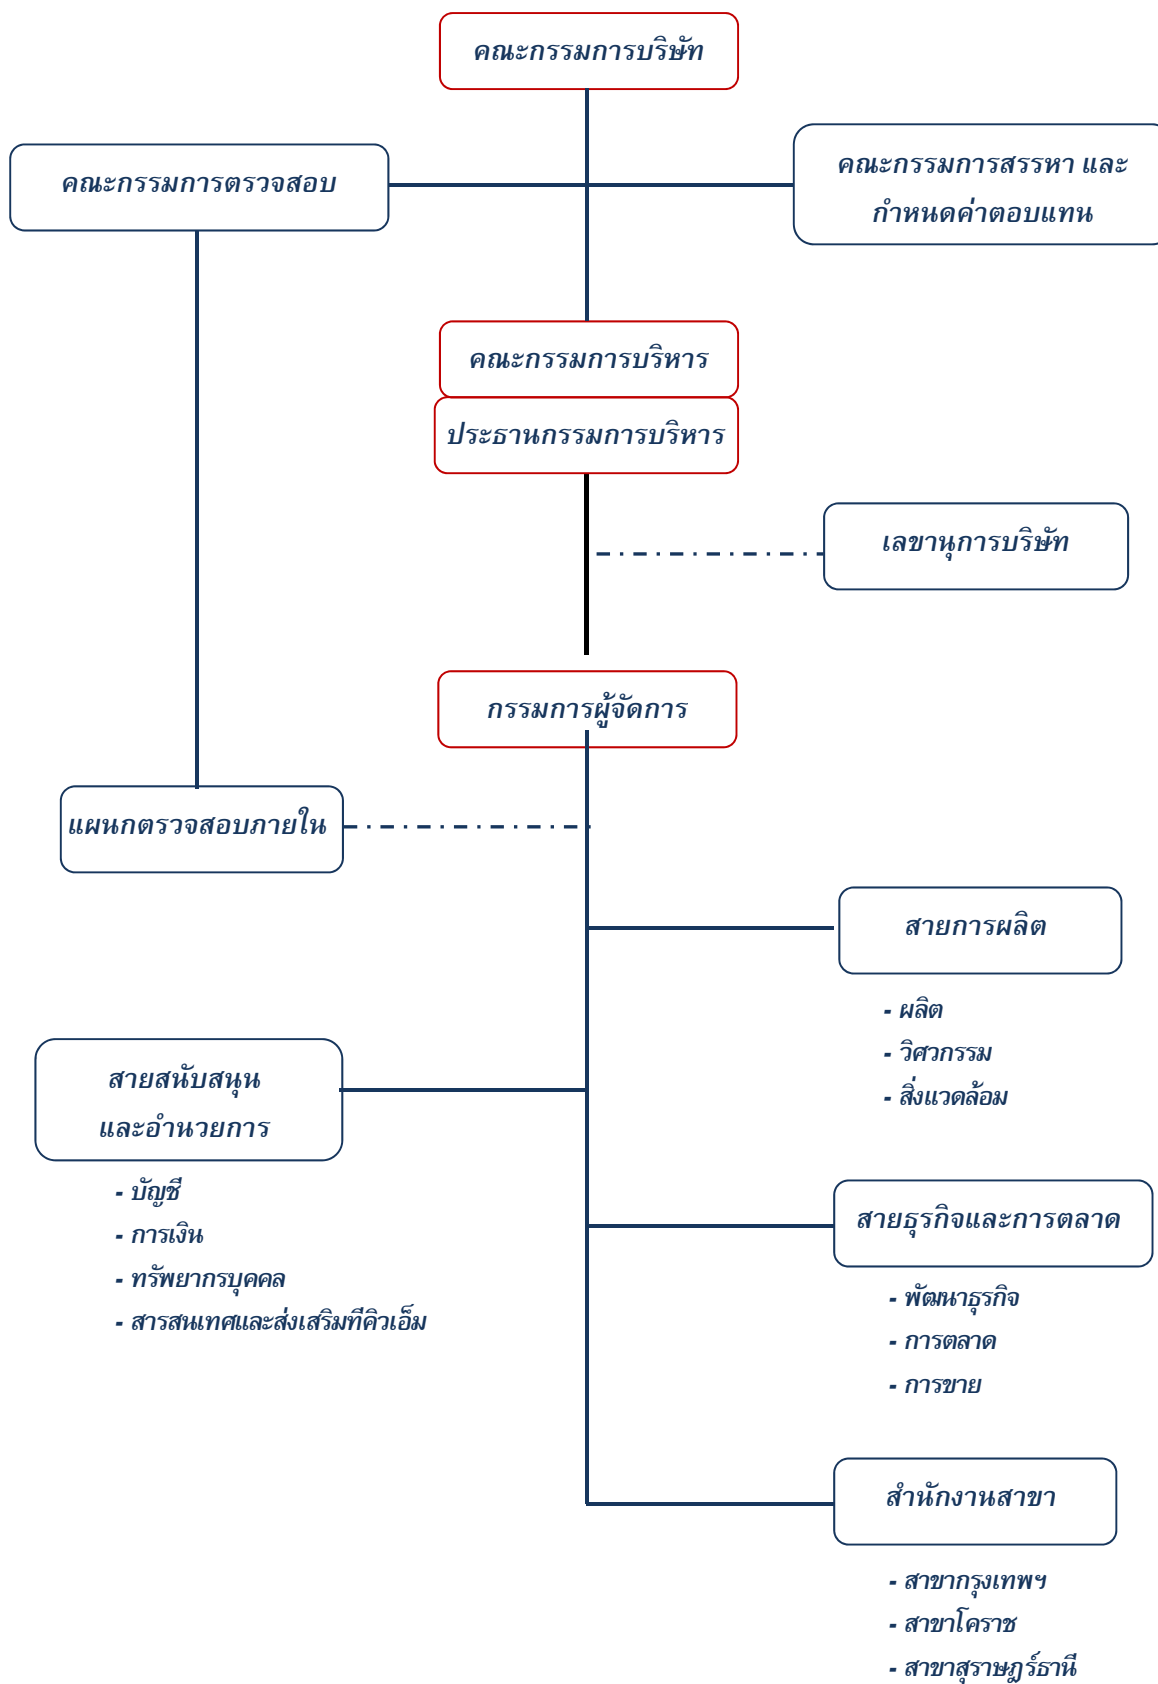 คณะกรรมการบริษัท
คณะกรรมการตรวจสอบ
คณะกรรมการสรรหา และ
กำหนดค่าตอบแทน
คณะกรรมการบริหาร
ประธานกรรมการบริหาร
เลขานุการบริษัท
กรรมการผู้จัดการ
แผนกตรวจสอบภายใน
สายการผลิต
- ผลิต
- วิศวกรรม
- สิ่งแวดล้อม
สายสนับสนุน
และอำนวยการ
- บัญชี
- การเงิน
- ทรัพยากรบุคคล
- สารสนเทศและส่งเสริมทีคิวเอ็ม
สายธุรกิจและการตลาด
- พัฒนาธุรกิจ
- การตลาด
- การขาย
สำนักงานสาขา
- สาขากรุงเทพฯ
- สาขาโคราช
- สาขาสุราษฎร์ธานี